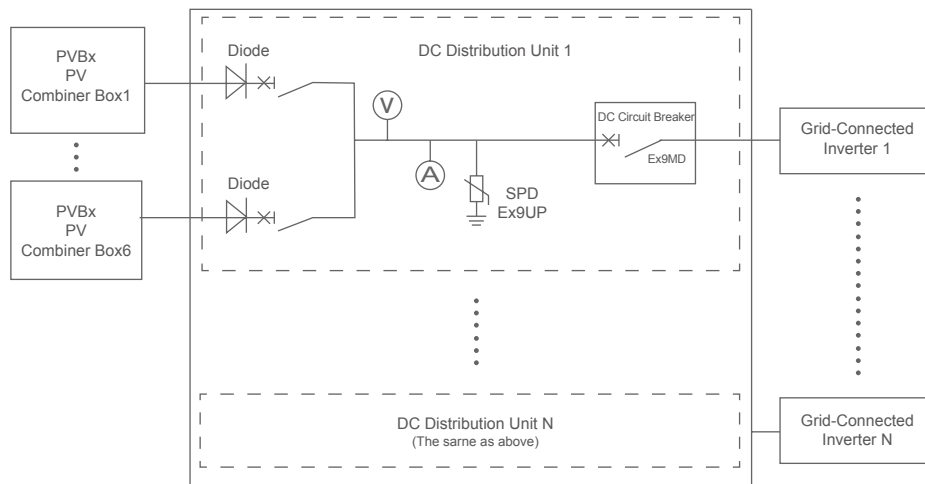 PVBx
PV
Combiner Box1
Diode
DC Distribution Unit 1
V
A
DC Circuit Breaker
Ex9MD
Grid-Connected
Inverter 1
PVBx
PV
Combiner Box6
Diode
SPD
Ex9UP
DC Distribution Unit N
(The sarne as above)
Grid-Connected
Inverter N